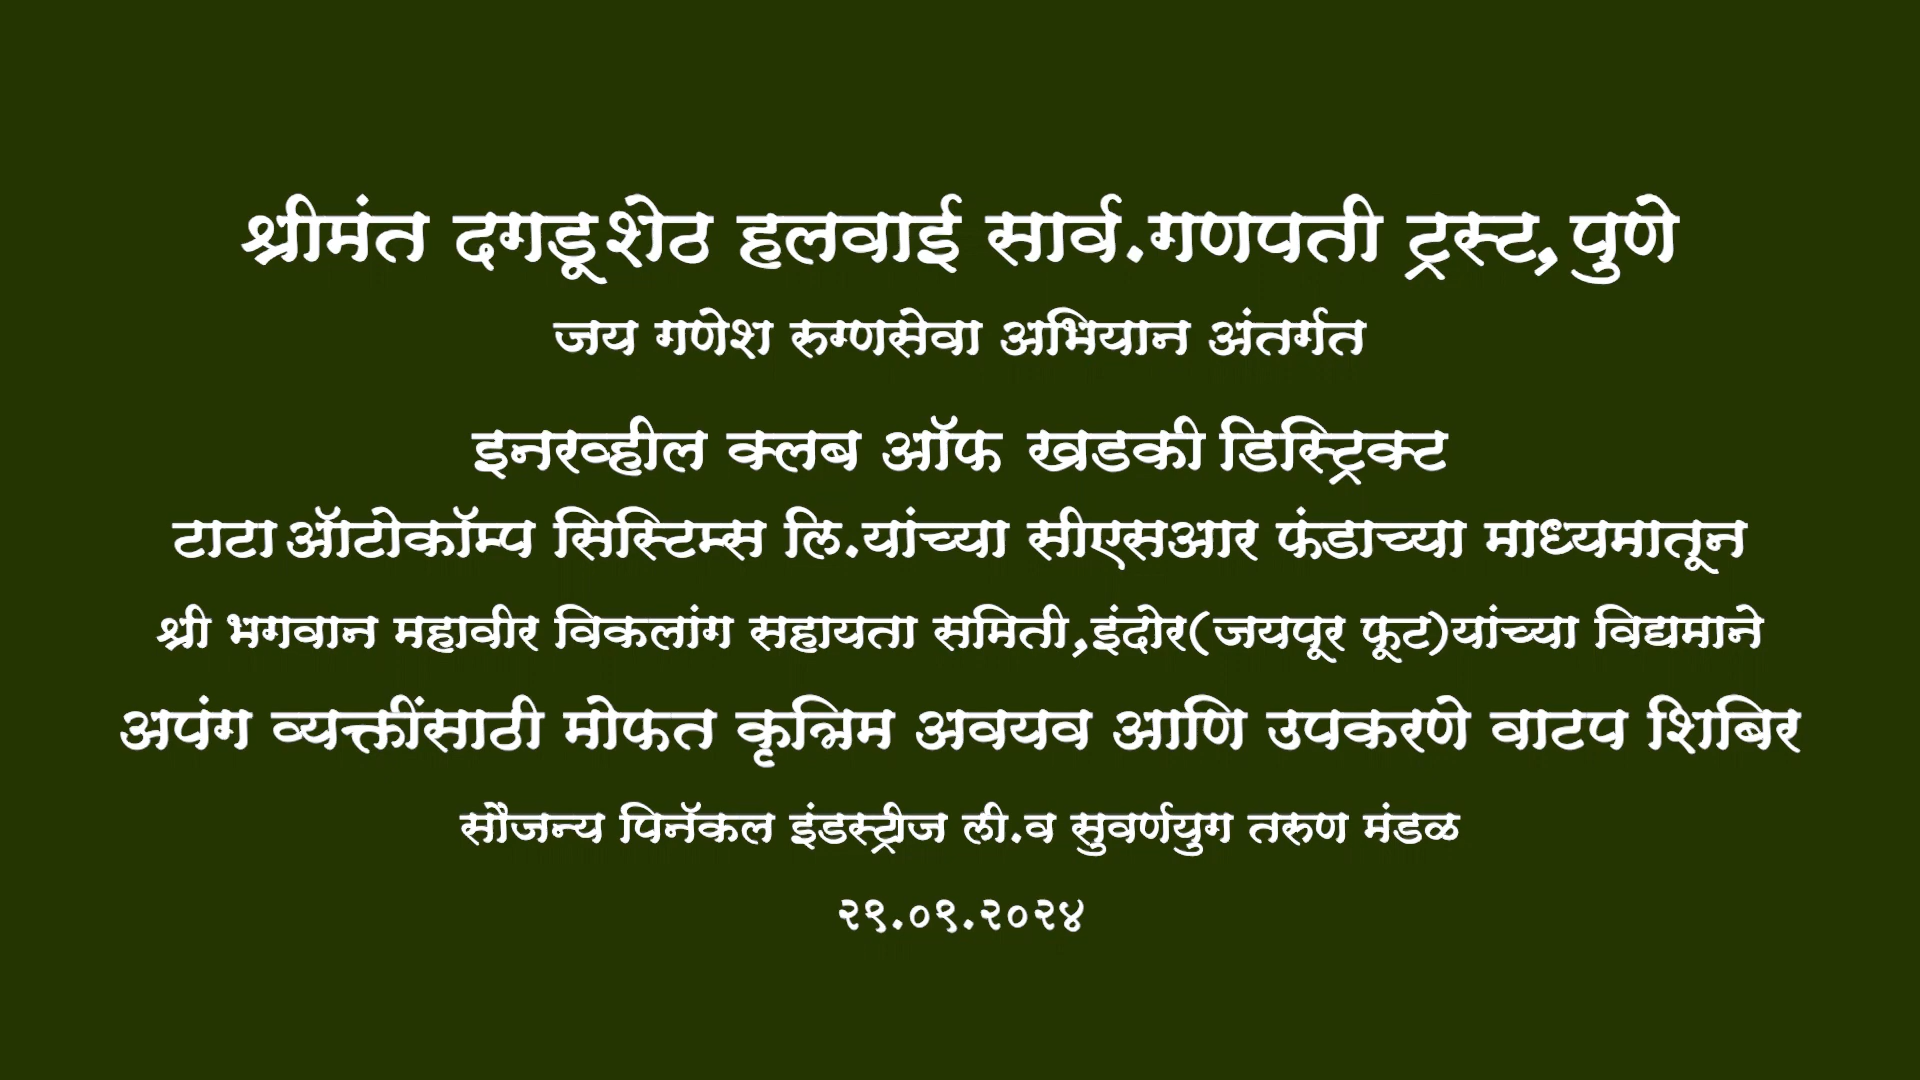 श्रीमंत दगडूशेठ हलवाई सार्व.गणपती ट्रस्ट,पुणे
जय गणेश रुग्णसेवा अभियान अंतर्गत
इनरव्हील क्लब ऑफ खडकी डिस्ट्रिक्ट
टाटा ऑटोकॉम्प सिस्टिम्स लि.यांच्या सीएसआर फंडाच्या माध्यमातून
श्री भगवान महावीर विकलांग सहायता समिती,इंदोर(जयपूर फूट)यांच्या विद्यमाने
अपंग व्यक्तींसाठी मोफत कृत्रिम अवयव आणि उपकरणे वाटप शिबिर
सौजन्य पिनॅकल इंडस्ट्रीज ली.व सुवर्णयुग तरुण मंडळ
२९.०९.२०२४